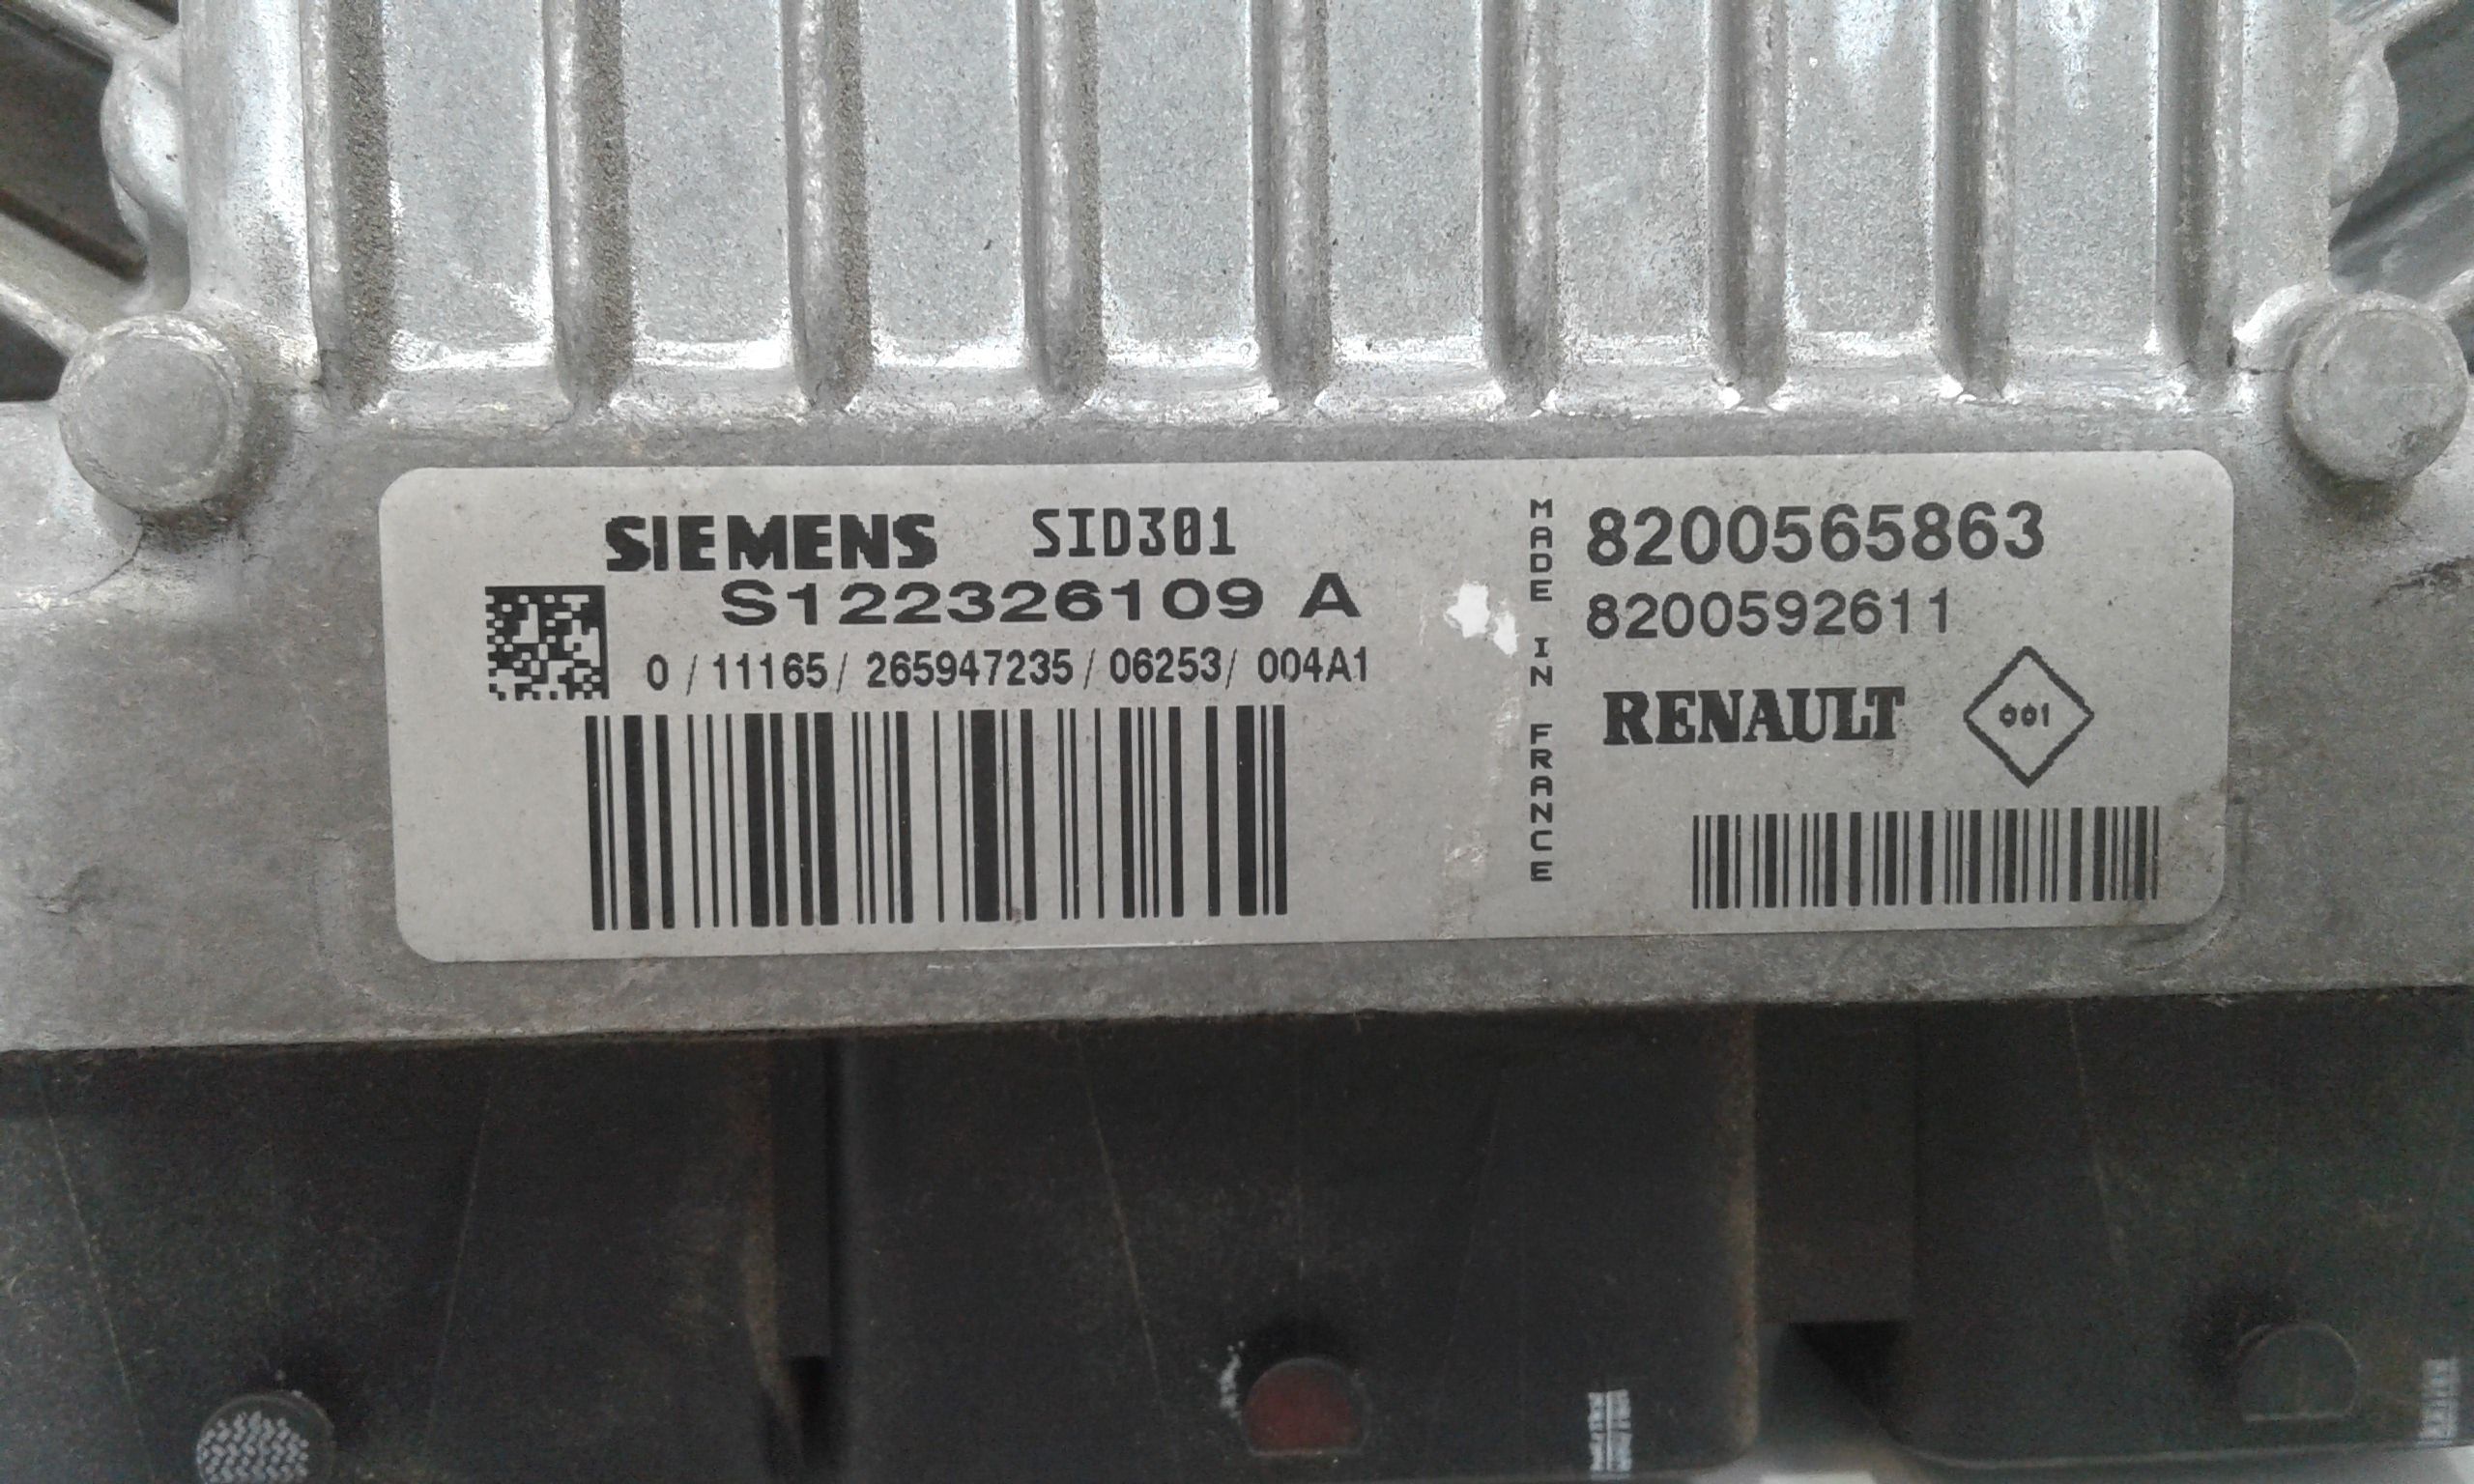 SIEMENS SID301
S122326109 A
0 / 11165 / 265947235 / 06253 / 004A1
MADE IN FRANCE
8200565863
8200592611
RENAULT 001